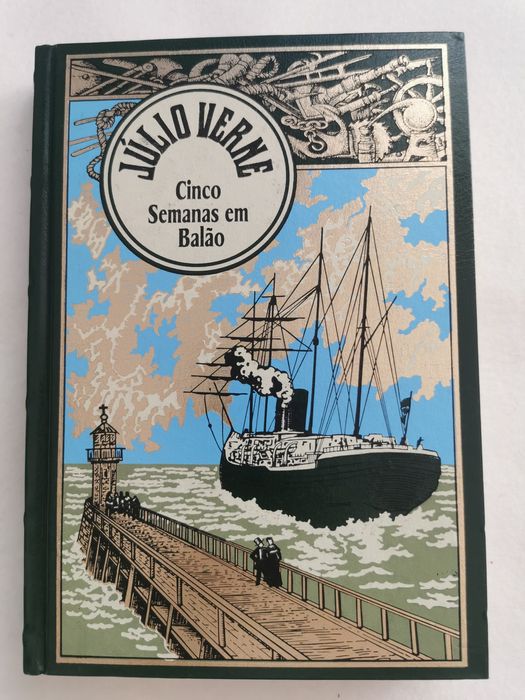 JÚLIO VERNE
Cinco
Semanas em
Balão